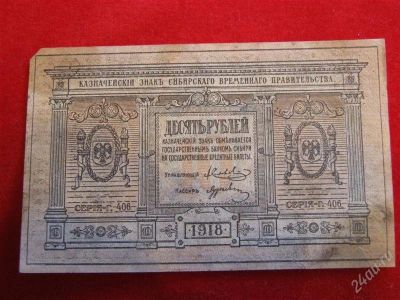 КАЗНАЧЕЙСКІЙ ЗНАКЪ СИБИРСКАГО ВРЕМЕННАГО ПРАВИТЕЛЬСТВА.
ДЕСЯТЬ РУБЛЕЙ
КАЗНАЧЕЙСКІЙ ЗНАКЪ ОБМѢНИВАЕТСЯ
ГОСУДАРСТВЕННЫМЪ БАНКОМЪ СИБИРИ
НА ГОСУДАРСТВЕННЫЕ КРЕДИТНЫЕ БИЛЕТЫ.
УПРАВЛЯЮЩІЙ
КАССИРЪ
СЕРІЯ-Г. 406.
СЕРІЯ-Г. 406.
1918